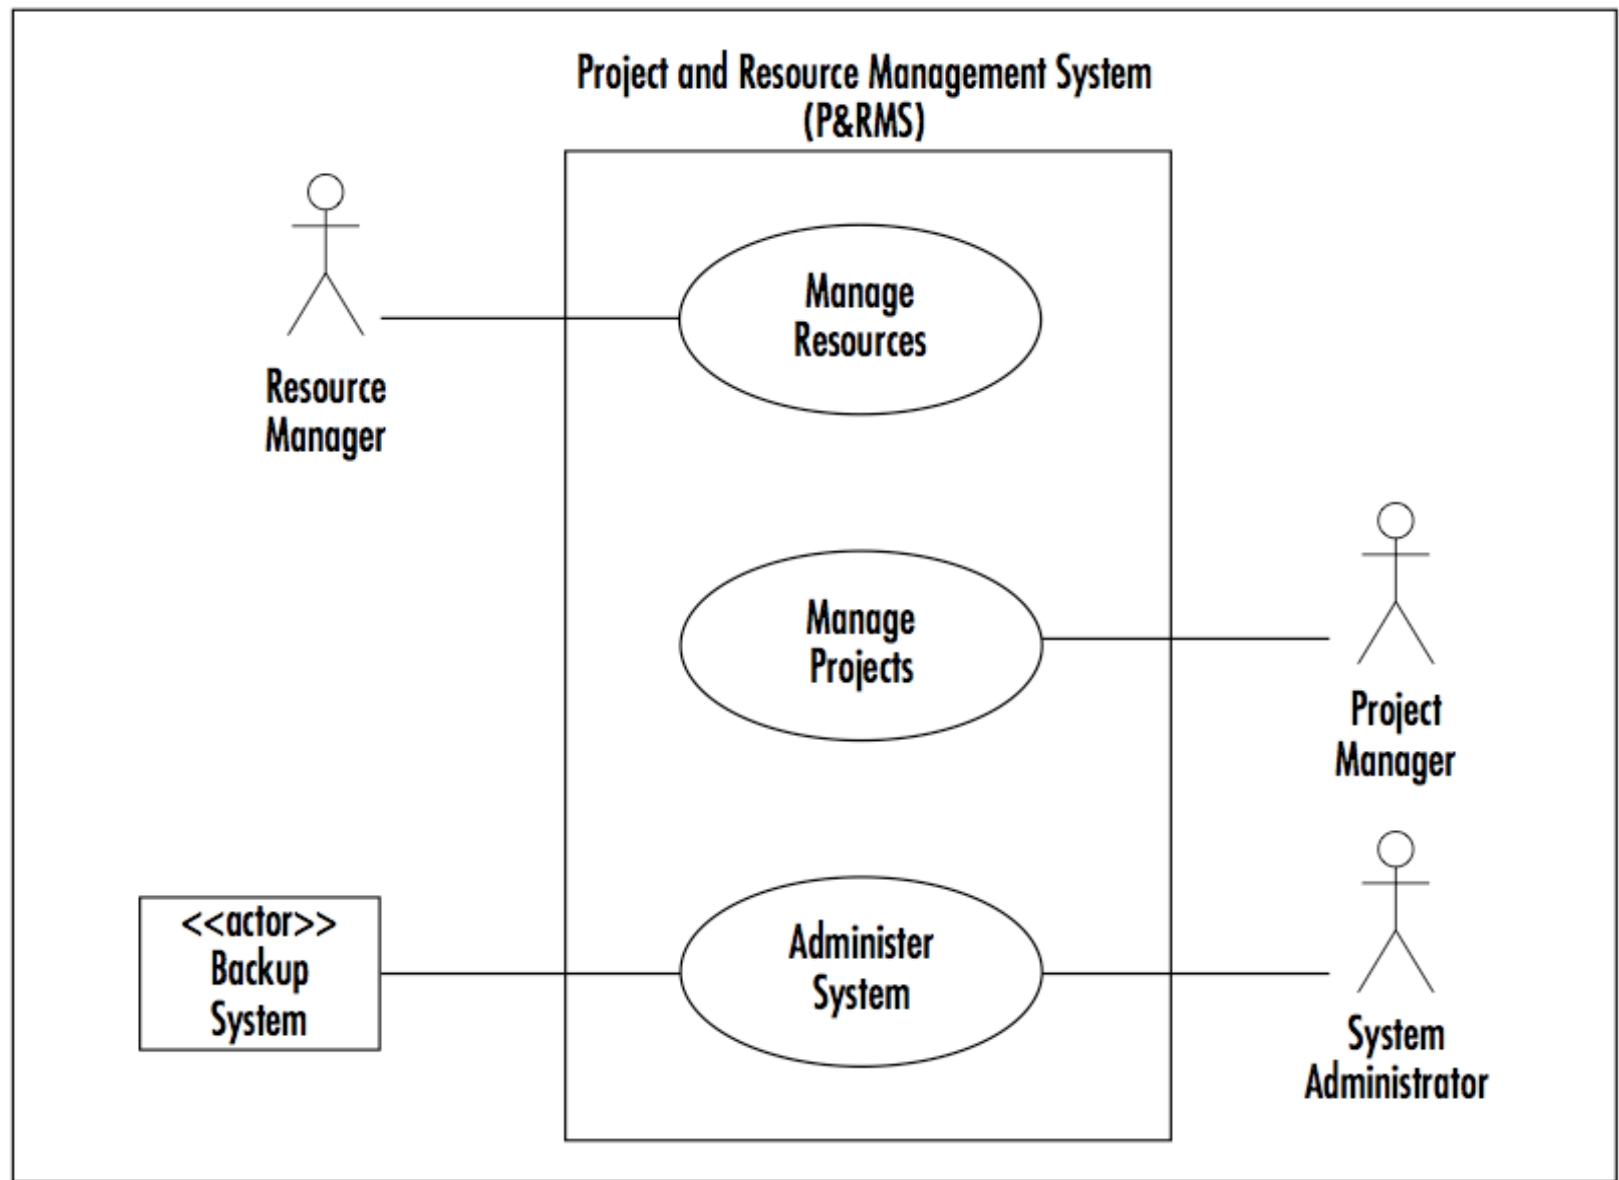 Project and Resource Management System
(P&RMS)
Manage
Resources
Resource
Manager
Manage
Projects
Project
Manager
<<actor>>
Backup
System
Administer
System
System
Administrator